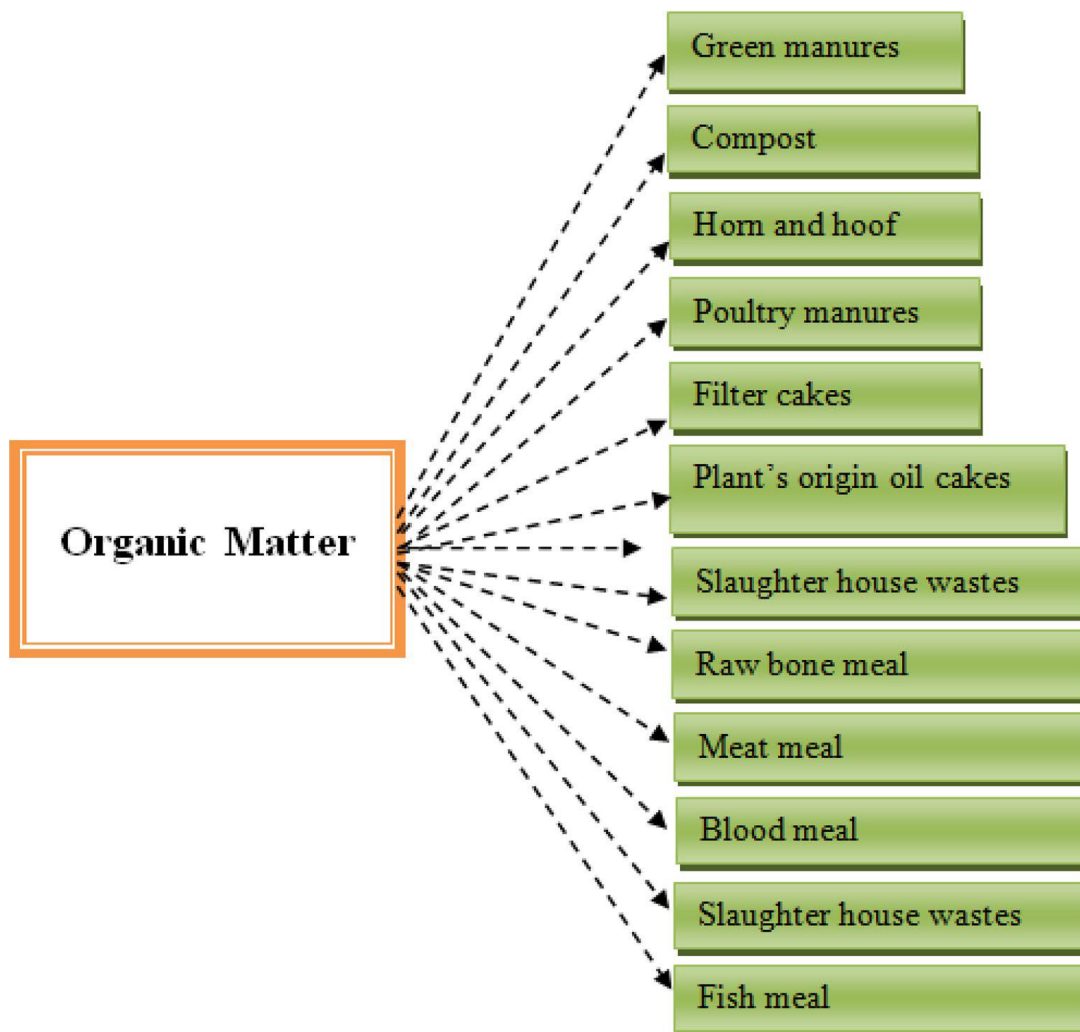 Green manures
Compost
Horn and hoof
Poultry manures
Filter cakes
Plant’s origin oil cakes
Organic Matter
Slaughter house wastes
Raw bone meal
Meat meal
Blood meal
Slaughter house wastes
Fish meal